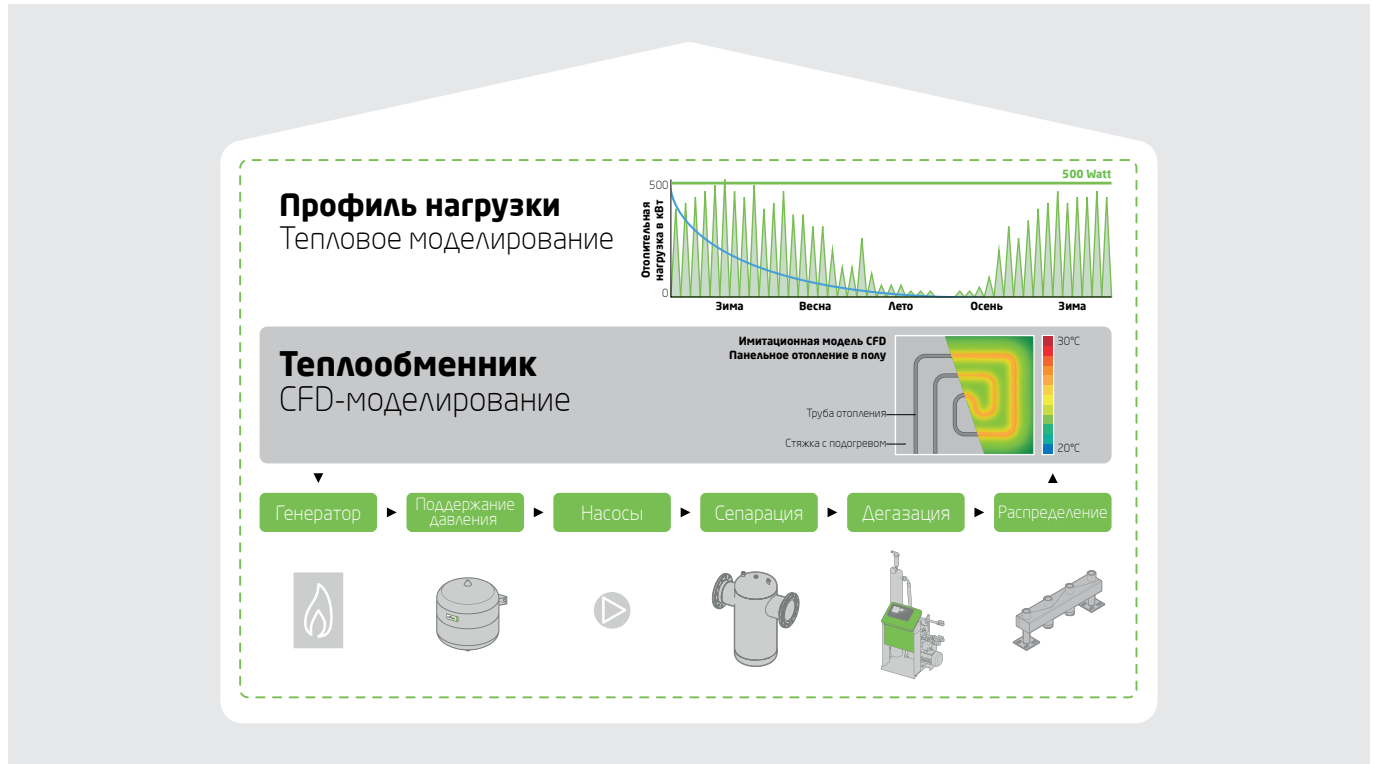 Профиль нагрузки
Тепловое моделирование
500 Watt
500
Отопительная
нагрузка в кВт
0
Зима
Весна
Лето
Осень
Зима
Теплообменник
CFD-моделирование
Имитационная модель CFD
Панельное отопление в полу
30°C
Труба отопления
Стяжка с подогревом
20°C
Генератор
Поддержание
давления
Насосы
Сепарация
Дегазация
Распределение